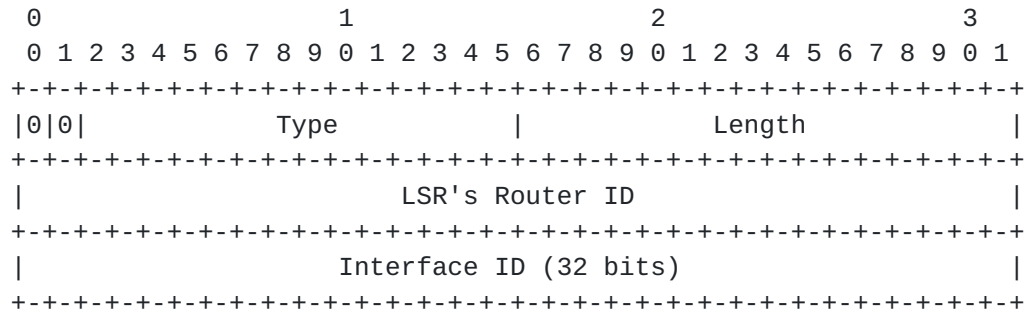 0                   1                   2                   3
 0 1 2 3 4 5 6 7 8 9 0 1 2 3 4 5 6 7 8 9 0 1 2 3 4 5 6 7 8 9 0 1
+-+-+-+-+-+-+-+-+-+-+-+-+-+-+-+-+-+-+-+-+-+-+-+-+-+-+-+-+-+-+-+-+
|0|0|            Type           |            Length             |
+-+-+-+-+-+-+-+-+-+-+-+-+-+-+-+-+-+-+-+-+-+-+-+-+-+-+-+-+-+-+-+-+
|                        LSR's Router ID                        |
+-+-+-+-+-+-+-+-+-+-+-+-+-+-+-+-+-+-+-+-+-+-+-+-+-+-+-+-+-+-+-+-+
|                    Interface ID (32 bits)                     |
+-+-+-+-+-+-+-+-+-+-+-+-+-+-+-+-+-+-+-+-+-+-+-+-+-+-+-+-+-+-+-+-+